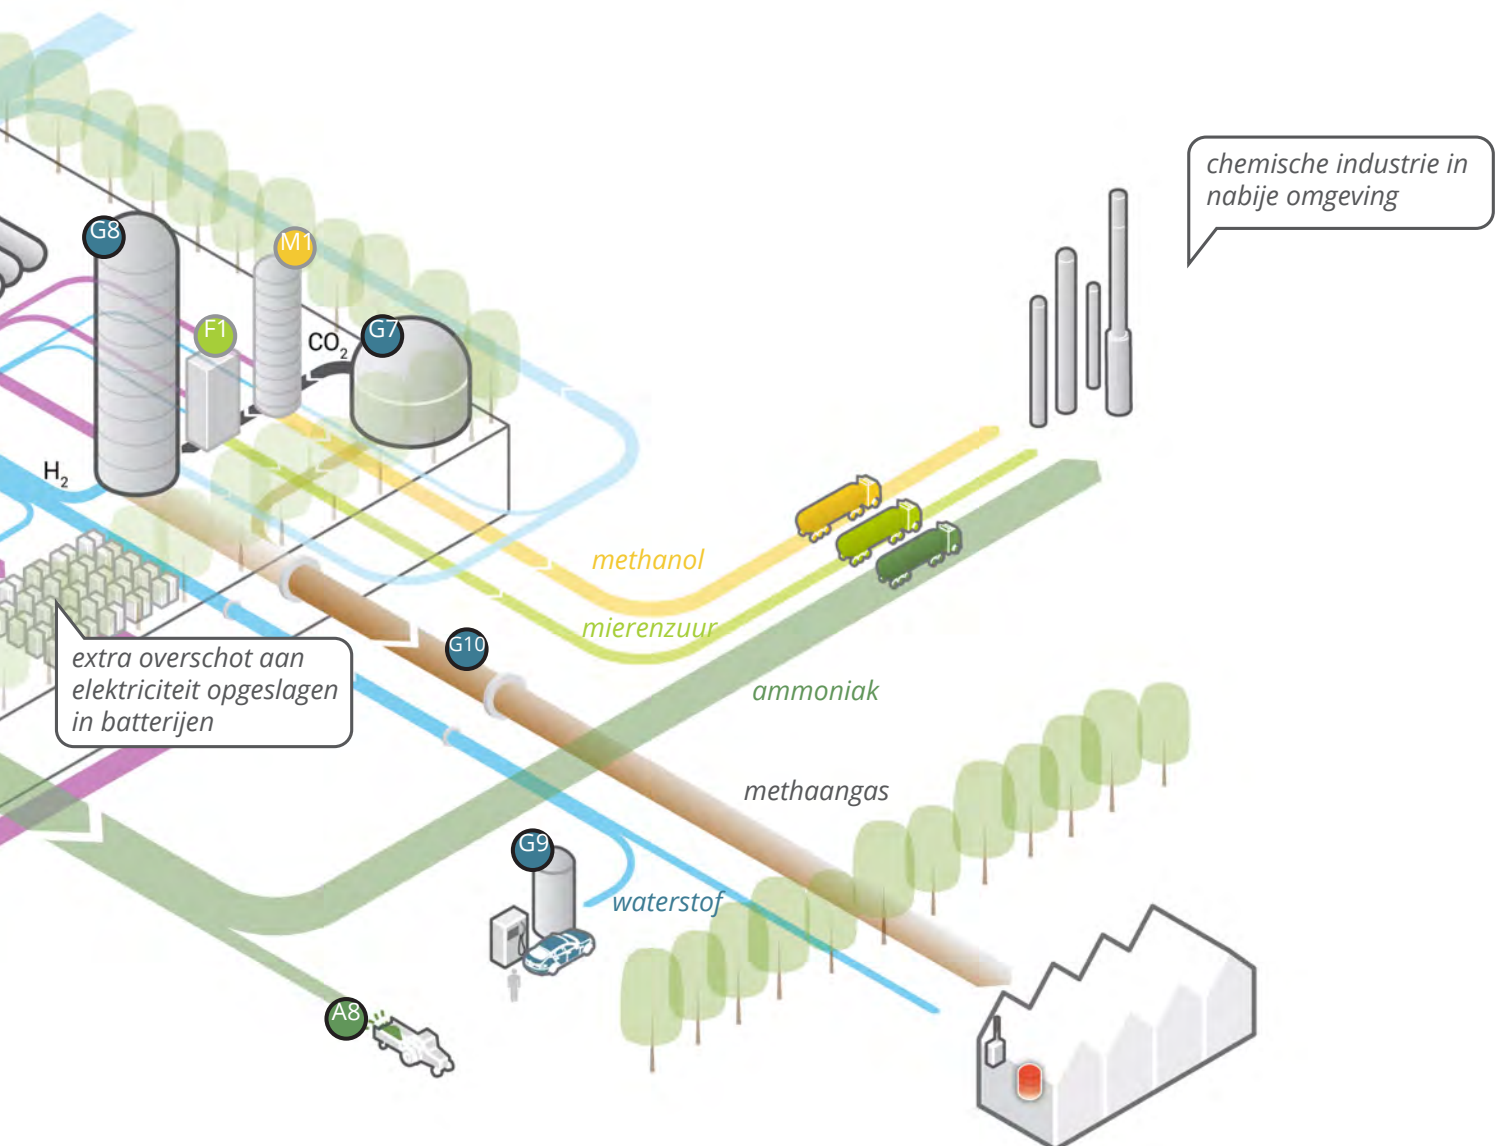 chemische industrie in
nabije omgeving
G8
M1
F1
G7
CO2
H2
methanol
mierenzuur
G10
extra overschot aan
elektriciteit opgeslagen
in batterijen
ammoniak
methaangas
G9
waterstof
A8